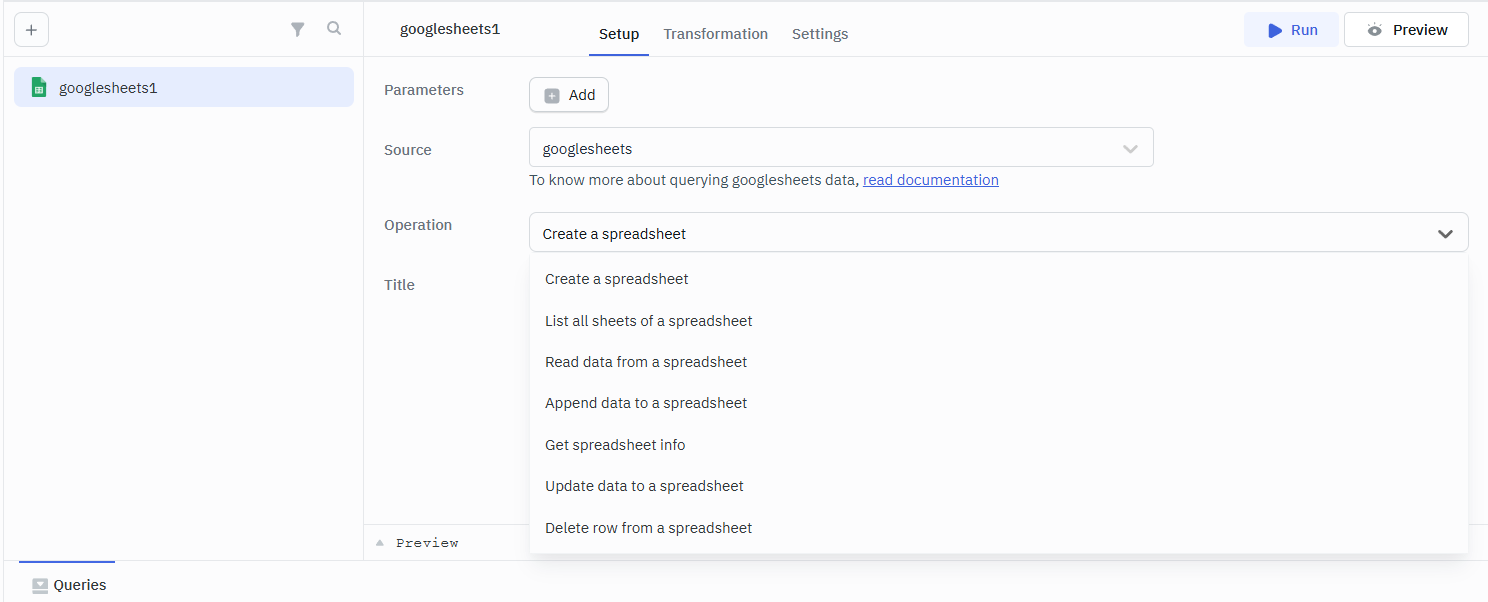 googlesheets1
googlesheets1
Setup
Transformation
Settings
Run
Preview
Parameters
Add
Source
googlesheets
To know more about querying googlesheets data, read documentation
Operation
Create a spreadsheet
Title
Create a spreadsheet
List all sheets of a spreadsheet
Read data from a spreadsheet
Append data to a spreadsheet
Get spreadsheet info
Update data to a spreadsheet
Delete row from a spreadsheet
Preview
Queries